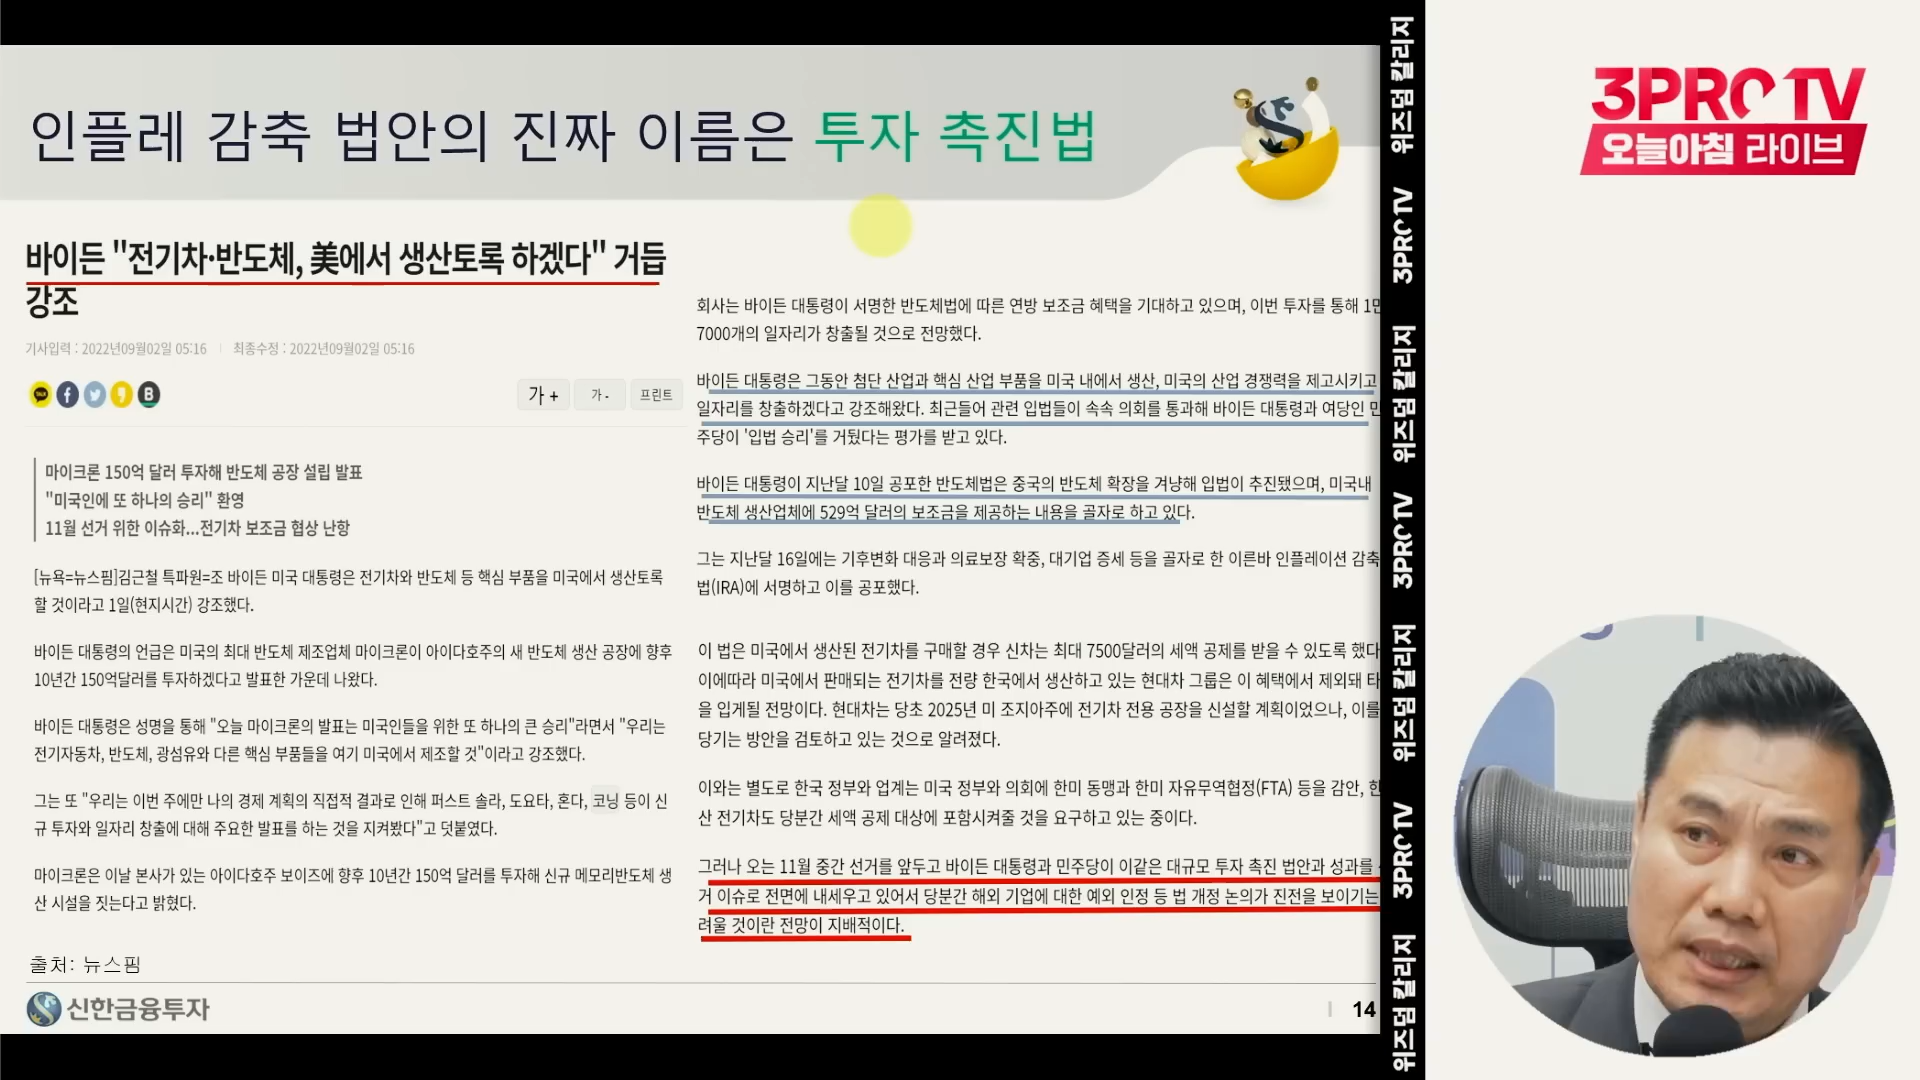 인플레 감축 법안의 진짜 이름은 투자 촉진법
바이든 "전기차·반도체, 美에서 생산토록 하겠다" 거듭
강조
기사입력 : 2022년09월02일 05:16 최종수정 : 2022년09월02일 05:16
TALK f B
가 + 가 - 프린트
마이크론 150억 달러 투자해 반도체 공장 설립 발표
"미국인에 또 하나의 승리" 환영
11월 선거 위한 이슈화...전기차 보조금 협상 난항
[뉴욕=뉴스핌]김근철 특파원=조 바이든 미국 대통령은 전기차와 반도체 등 핵심 부품을 미국에서 생산토록
할 것이라고 1일(현지시간) 강조했다.
바이든 대통령의 언급은 미국의 최대 반도체 제조업체 마이크론이 아이다호주의 새 반도체 생산 공장에 향후
10년간 150억달러를 투자하겠다고 발표한 가운데 나왔다.
바이든 대통령은 성명을 통해 "오늘 마이크론의 발표는 미국인들을 위한 또 하나의 큰 승리"라면서 "우리는
전기자동차, 반도체, 광섬유와 다른 핵심 부품들을 여기 미국에서 제조할 것"이라고 강조했다.
그는 또 "우리는 이번 주에만 나의 경제 계획의 직접적 결과로 인해 퍼스트 솔라, 도요타, 혼다, 코닝 등이 신
규 투자와 일자리 창출에 대해 주요한 발표를 하는 것을 지켜봤다"고 덧붙였다.
마이크론은 이날 본사가 있는 아이다호주 보이즈에 향후 10년간 150억 달러를 투자해 신규 메모리반도체 생
산 시설을 짓는다고 밝혔다.
출처: 뉴스핌
신한금융투자
회사는 바이든 대통령이 서명한 반도체법에 따른 연방 보조금 혜택을 기대하고 있으며, 이번 투자를 통해
7000개의 일자리가 창출될 것으로 전망했다.
바이든 대통령은 그동안 첨단 산업과 핵심 산업 부품을 미국 내에서 생산, 미국의 산업 경쟁력을 제고시키고
일자리를 창출하겠다고 강조해왔다. 최근들어 관련 입법들이 속속 의회를 통과해 바이든 대통령과 여당인 민
주당이 '입법 승리'를 거뒀다는 평가를 받고 있다.
바이든 대통령이 지난달 10일 공포한 반도체법은 중국의 반도체 확장을 겨냥해 입법이 추진됐으며, 미국내
반도체 생산업체에 529억 달러의 보조금을 제공하는 내용을 골자로 하고 있다.
그는 지난달 16일에는 기후변화 대응과 의료보장 확충, 대기업 증세 등을 골자로 한 이른바 인플레이션 감축
법(IRA)에 서명하고 이를 공포했다.
이 법은 미국에서 생산된 전기차를 구매할 경우 신차는 최대 7500달러의 세액 공제를 받을 수 있도록 했다
이에따라 미국에서 판매되는 전기차를 전량 한국에서 생산하고 있는 현대차 그룹은 이 혜택에서 제외돼 타
을 입게될 전망이다. 현대차는 당초 2025년 미 조지아주에 전기차 전용 공장을 신설할 계획이었으나, 이를
당기는 방안을 검토하고 있는 것으로 알려졌다.
이와는 별도로 한국 정부와 업계는 미국 정부와 의회에 한미 동맹과 한미 자유무역협정(FTA) 등을 감안, 한
산 전기차도 당분간 세액 공제 대상에 포함시켜줄 것을 요구하고 있는 중이다.
그러나 오는 11월 중간 선거를 앞두고 바이든 대통령과 민주당이 이같은 대규모 투자 촉진 법안과 성과를
거 이슈로 전면에 내세우고 있어서 당분간 해외 기업에 대한 예외 인정 등 법 개정 논의가 진전을 보이기는
려울 것이란 전망이 지배적이다.
14
위즈덤 칼리지
3PROTV
위즈덤 칼리지
3PROTV
위즈덤 칼리지
3PROTV
위즈덤 칼리지
3PRO TV
오늘아침 라이브